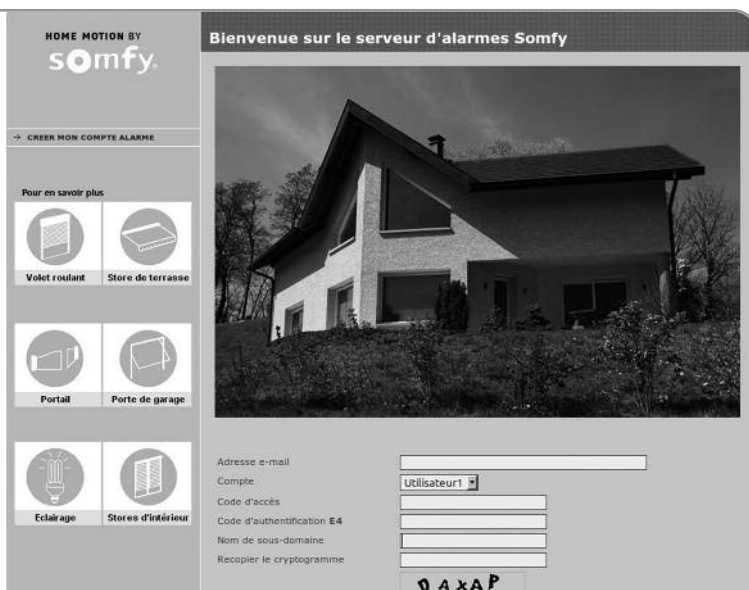 HOME MOTION BY
somfy.
→ CREER MON COMPTE ALARME
Pour en savoir plus
Volet roulant
Store de terrasse
Portail
Porte de garage
Eclairage
Stores d'intérieur
Bienvenue sur le serveur d'alarmes Somfy
Adresse e-mail
Compte
Utilisateur1
Code d'accès
Code d'authentification E4
Nom de sous-domaine
Recopier le cryptogramme
DAXAP